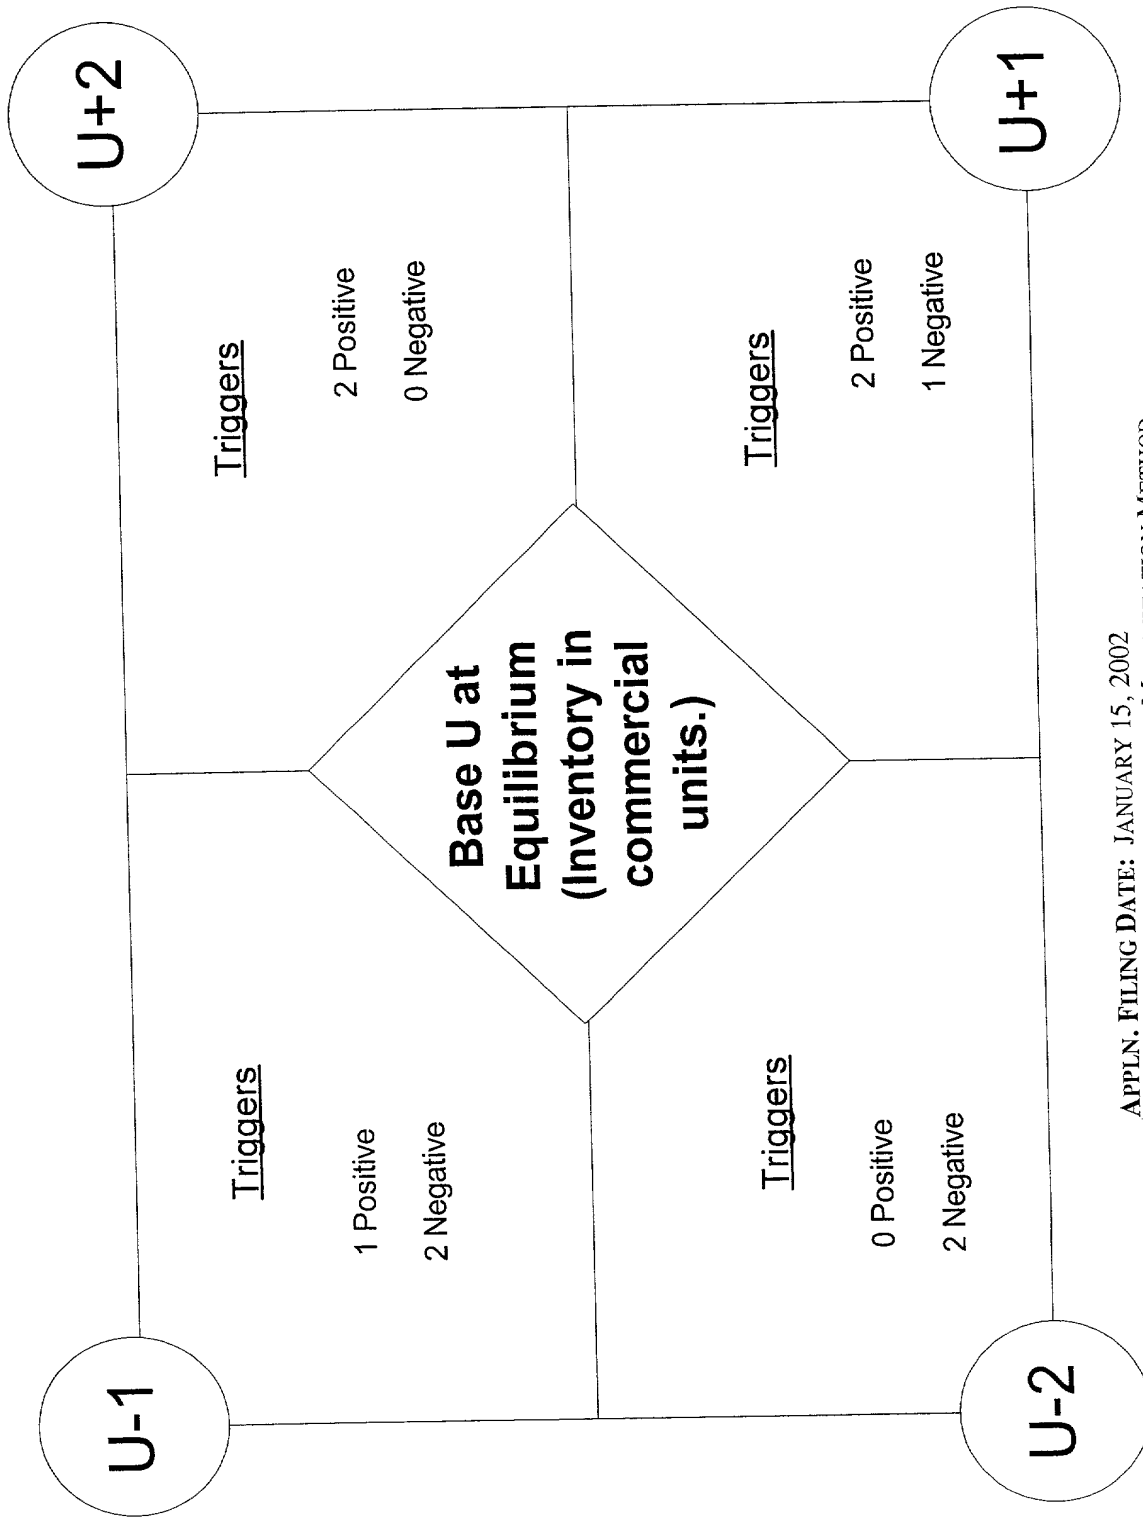 U-1
U+2
Triggers
1 Positive
2 Negative
Triggers
2 Positive
0 Negative
Base U at
Equilibrium
(Inventory in
commercial
units.)
Triggers
0 Positive
2 Negative
Triggers
2 Positive
1 Negative
U-2
U+1
APPLN. FILING DATE: JANUARY 15, 2002
METHOD